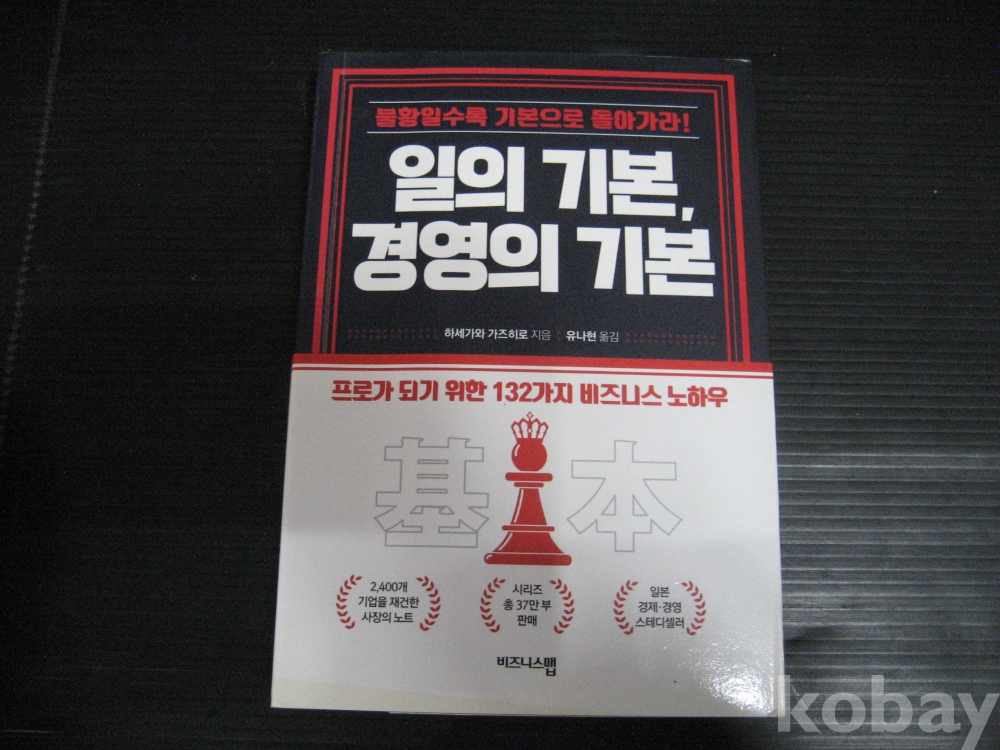 불황일수록 기본으로 돌아가라!
일의 기본,
경영의 기본
하세가와 가즈히로 지음 유나현 옮김
프로가 되기 위한 132가지 비즈니스 노하우
基本
2,400개
기업을 재건한
사장의 노트
시리즈
총 37만 부
판매
일본
경제·경영
스테디셀러
비즈니스맵
kobay